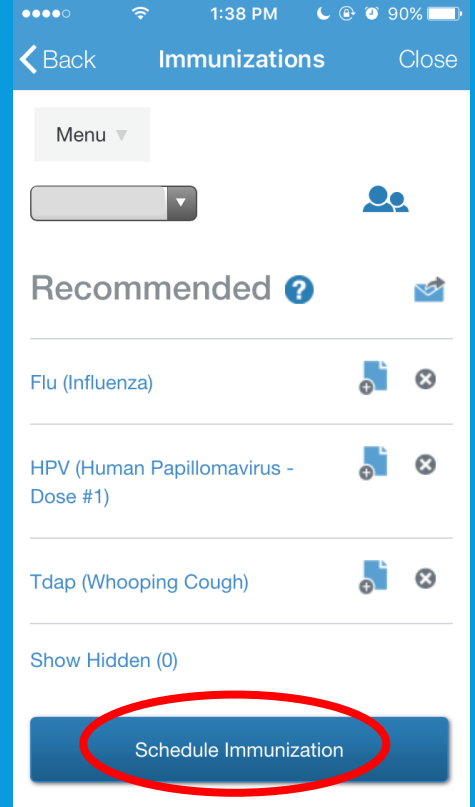 1:38 PM 90%
Back Immunizations Close
Menu
Recommended ?
Flu (Influenza)
HPV (Human Papillomavirus -
Dose #1)
Tdap (Whooping Cough)
Show Hidden (0)
Schedule Immunization